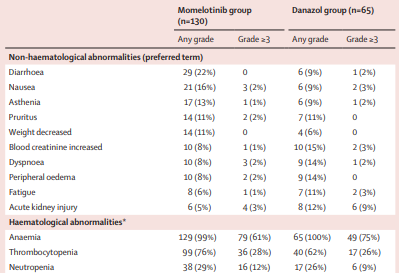 Momelotinib group (n=130) Danazol group (n=65)
Any grade Grade ≥3 Any grade Grade ≥3
Non-haematological abnormalities (preferred term)
Diarrhoea 29 (22%) 0 6 (9%) 1 (2%)
Nausea 21 (16%) 3 (2%) 6 (9%) 2 (3%)
Asthenia 17 (13%) 1 (1%) 6 (9%) 1 (2%)
Pruritus 14 (11%) 2 (2%) 7 (11%) 0
Weight decreased 14 (11%) 0 4 (6%) 0
Blood creatinine increased 10 (8%) 1 (1%) 10 (15%) 2 (3%)
Dyspnoea 10 (8%) 3 (2%) 9 (14%) 1 (2%)
Peripheral oedema 10 (8%) 2 (2%) 9 (14%) 0
Fatigue 8 (6%) 1 (1%) 7 (11%) 2 (3%)
Acute kidney injury 6 (5%) 4 (3%) 8 (12%) 6 (9%)
Haematological abnormalities*
Anaemia 129 (99%) 79 (61%) 65 (100%) 49 (75%)
Thrombocytopenia 99 (76%) 36 (28%) 40 (62%) 17 (26%)
Neutropenia 38 (29%) 16 (12%) 17 (26%) 6 (9%)